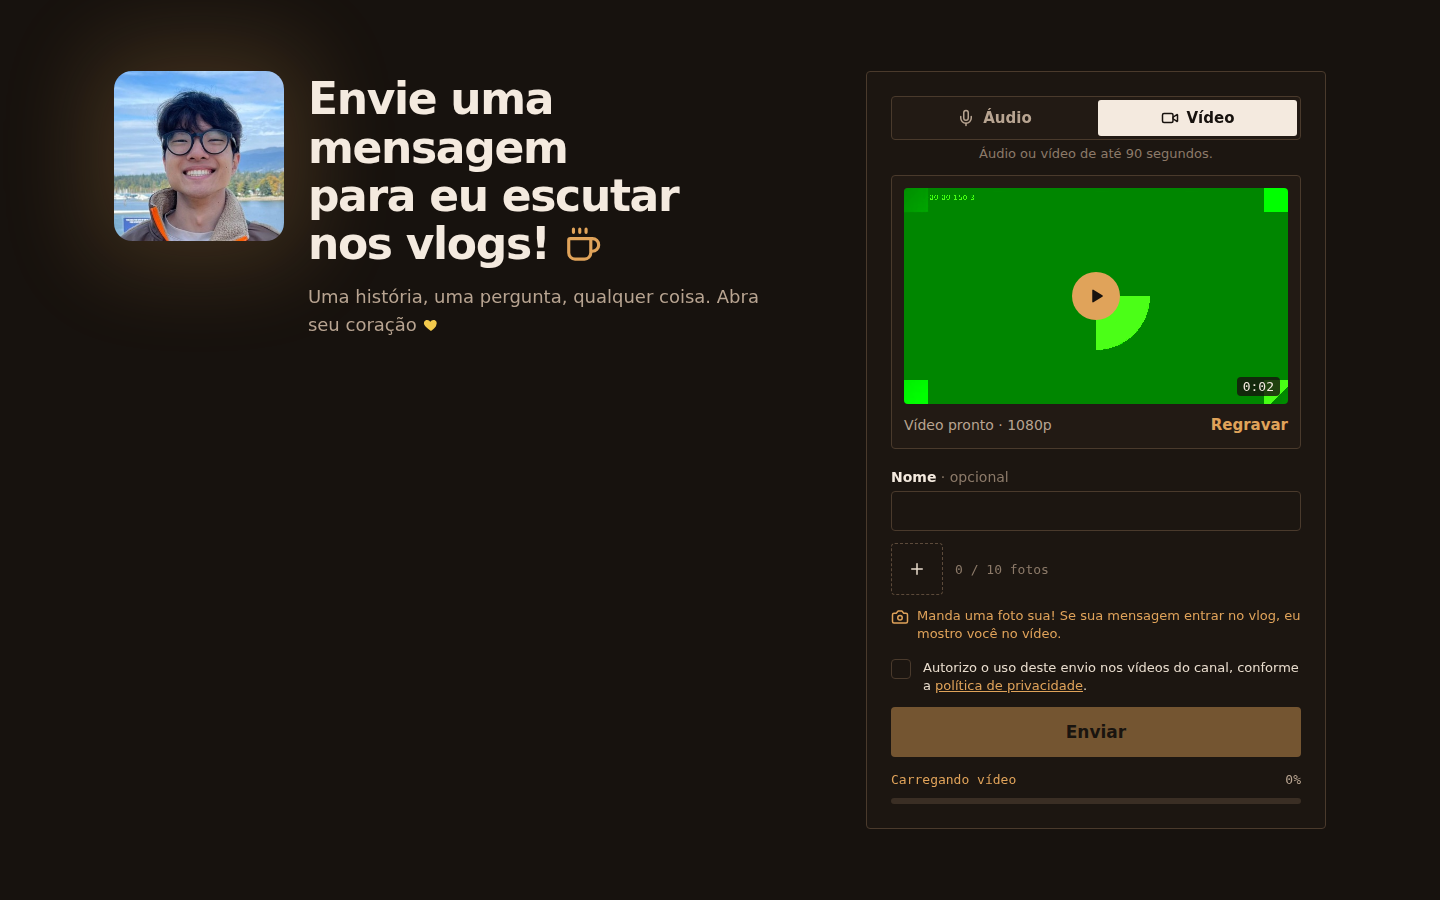 Envie uma
mensagem
para eu escutar
nos vlogs!
Uma história, uma pergunta, qualquer coisa. Abra
seu coração 💛
Áudio
Vídeo
Áudio ou vídeo de até 90 segundos.
0:02
Vídeo pronto · 1080p
Regravar
Nome · opcional
0 / 10 fotos
Manda uma foto sua! Se sua mensagem entrar no vlog, eu
mostro você no vídeo.
Autorizo o uso deste envio nos vídeos do canal, conforme
a política de privacidade.
Enviar
Carregando vídeo
0%